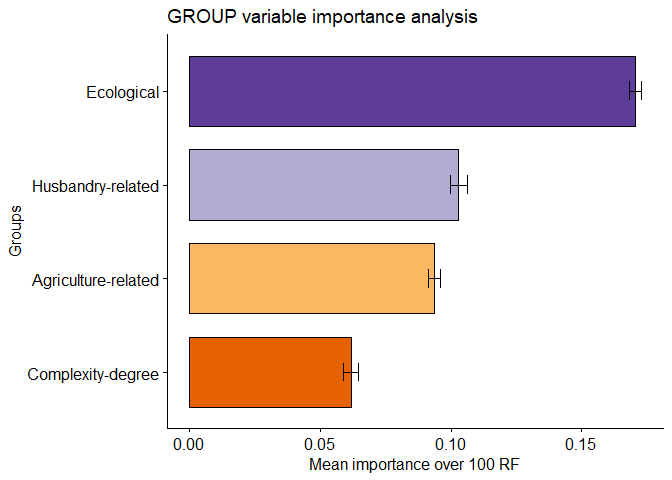 GROUP variable importance analysis
Groups
Ecological
Husbandry-related
Agriculture-related
Complexity-degree
0.00 0.05 0.10 0.15
Mean importance over 100 RF